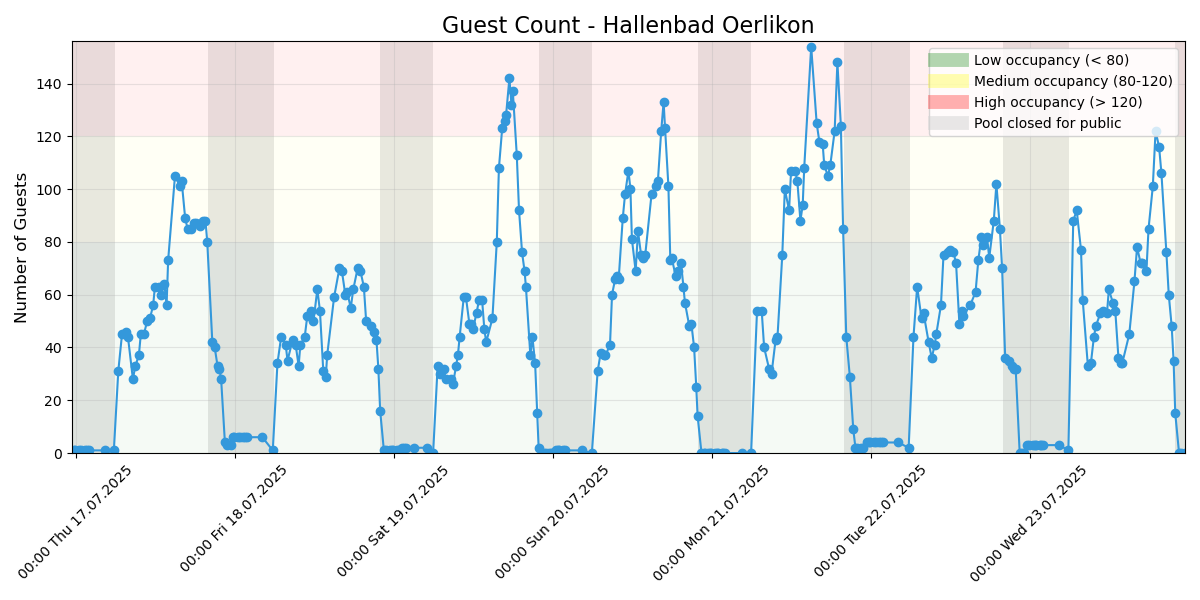 Guest Count - Hallenbad Oerlikon
Number of Guests
140
120
100
80
60
40
20
0
Low occupancy (< 80)
Medium occupancy (80-120)
High occupancy (> 120)
Pool closed for public
00:00 Thu 17.07.2025
00:00 Fri 18.07.2025
00:00 Sat 19.07.2025
00:00 Sun 20.07.2025
00:00 Mon 21.07.2025
00:00 Tue 22.07.2025
00:00 Wed 23.07.2025